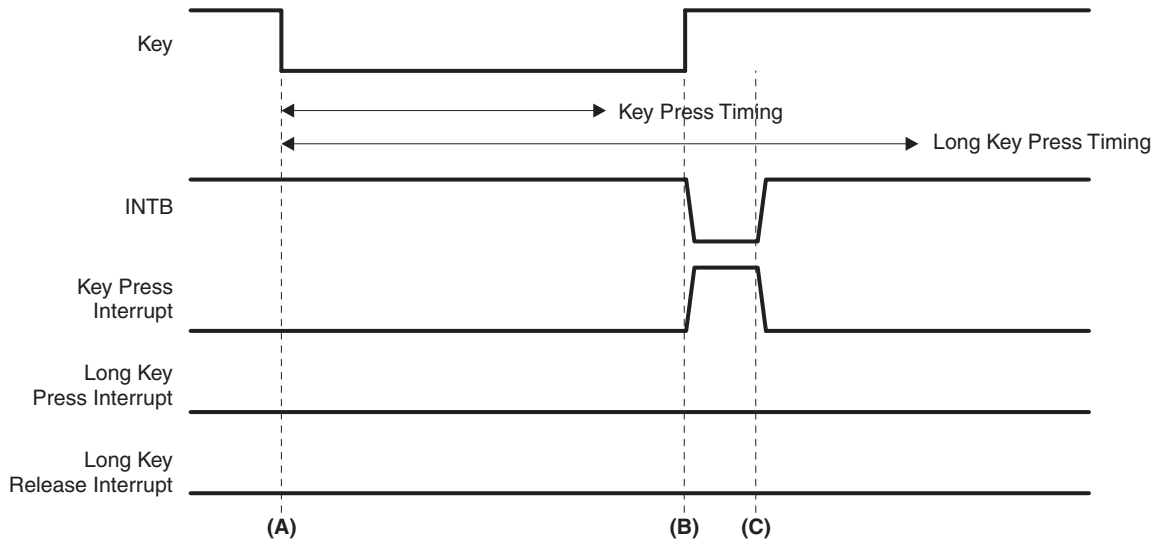 Key
Key Press Timing
Long Key Press Timing
INTB
Key Press
Interrupt
Long Key
Press Interrupt
Long Key
Release Interrupt
(A)
(B)
(C)